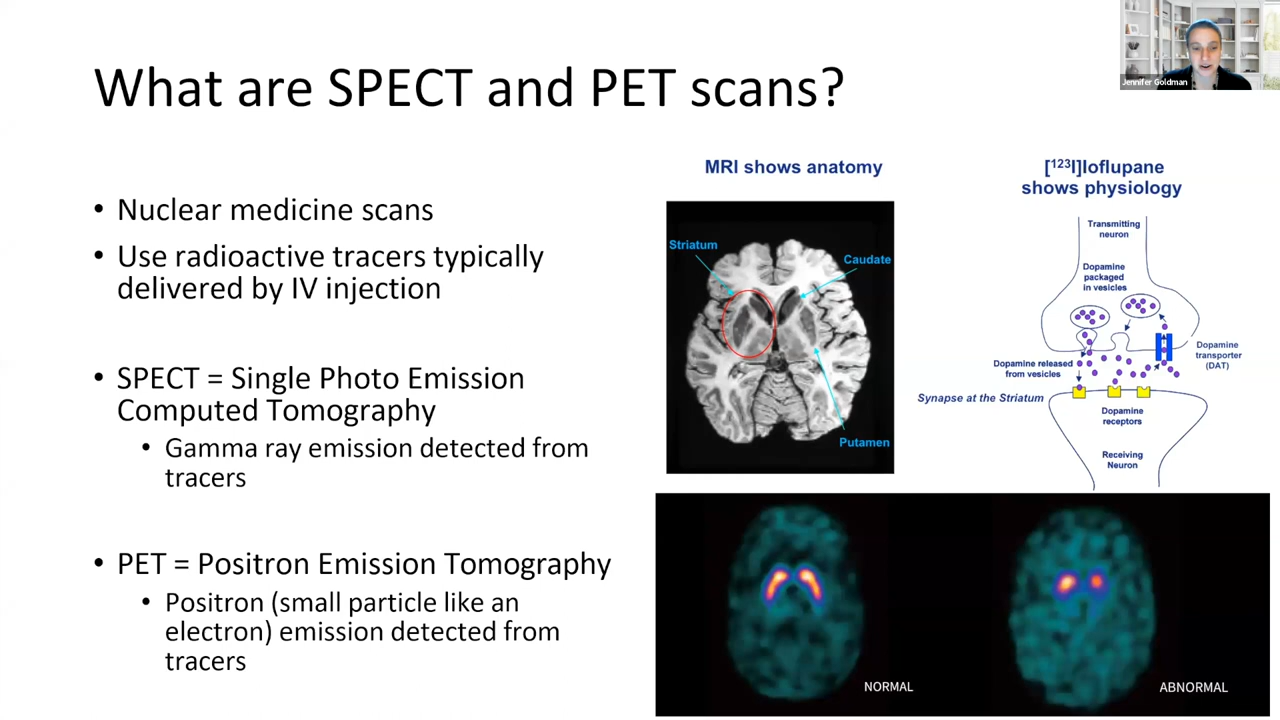 Jennifer Goldman
What are SPECT and PET scans?
• Nuclear medicine scans
• Use radioactive tracers typically
delivered by IV injection
• SPECT = Single Photo Emission
Computed Tomography
• Gamma ray emission detected from
tracers
• PET = Positron Emission Tomography
• Positron (small particle like an
electron) emission detected from
tracers
MRI shows anatomy
Striatum
Caudate
Putamen
[¹²³I]Ioflupane
shows physiology
Transmitting
neuron
Dopamine
packaged
in vesicles
Dopamine
transporter
(DAT)
Dopamine released
from vesicles
Synapse at the Striatum
Dopamine
receptors
Receiving
Neuron
NORMAL
ABNORMAL